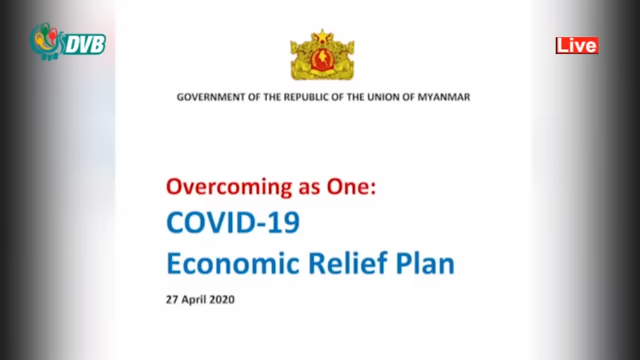 DVB
DVB
Live
GOVERNMENT OF THE REPUBLIC OF THE UNION OF MYANMAR
Overcoming as One:
COVID-19
Economic Relief Plan
27 April 2020